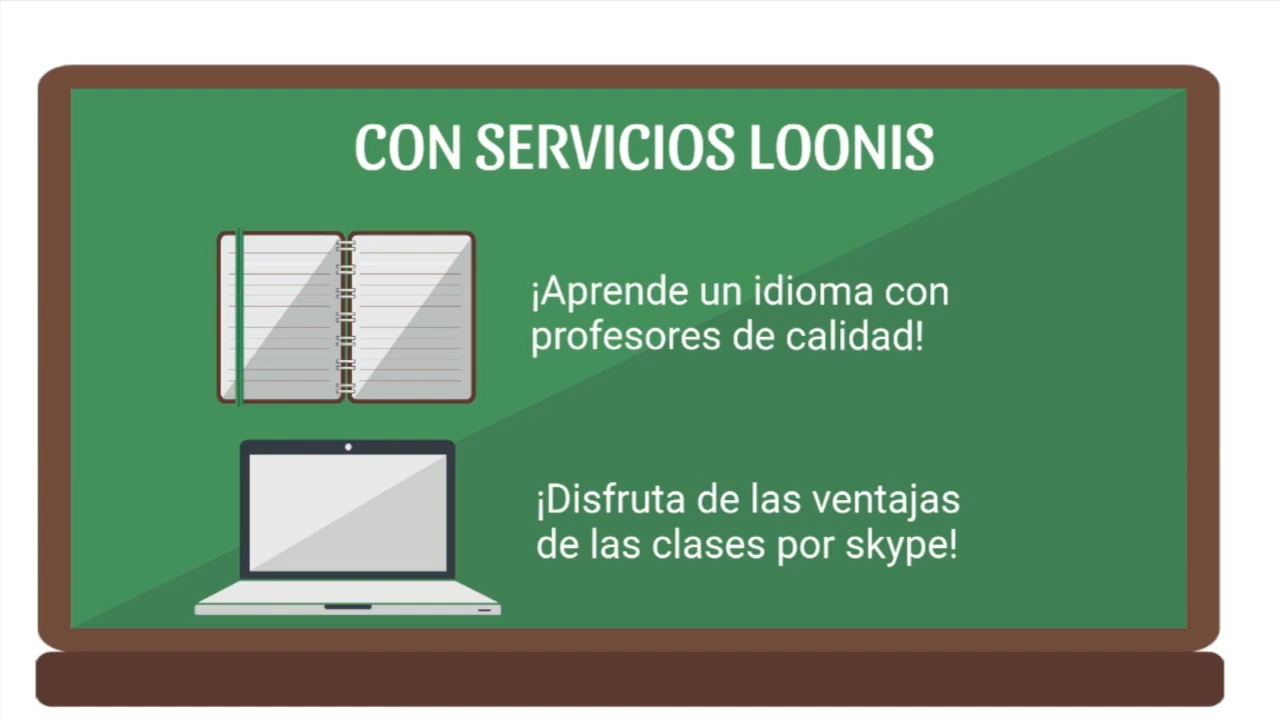 CON SERVICIOS LOONIS
¡Aprende un idioma con
profesores de calidad!
¡Disfruta de las ventajas
de las clases por skype!